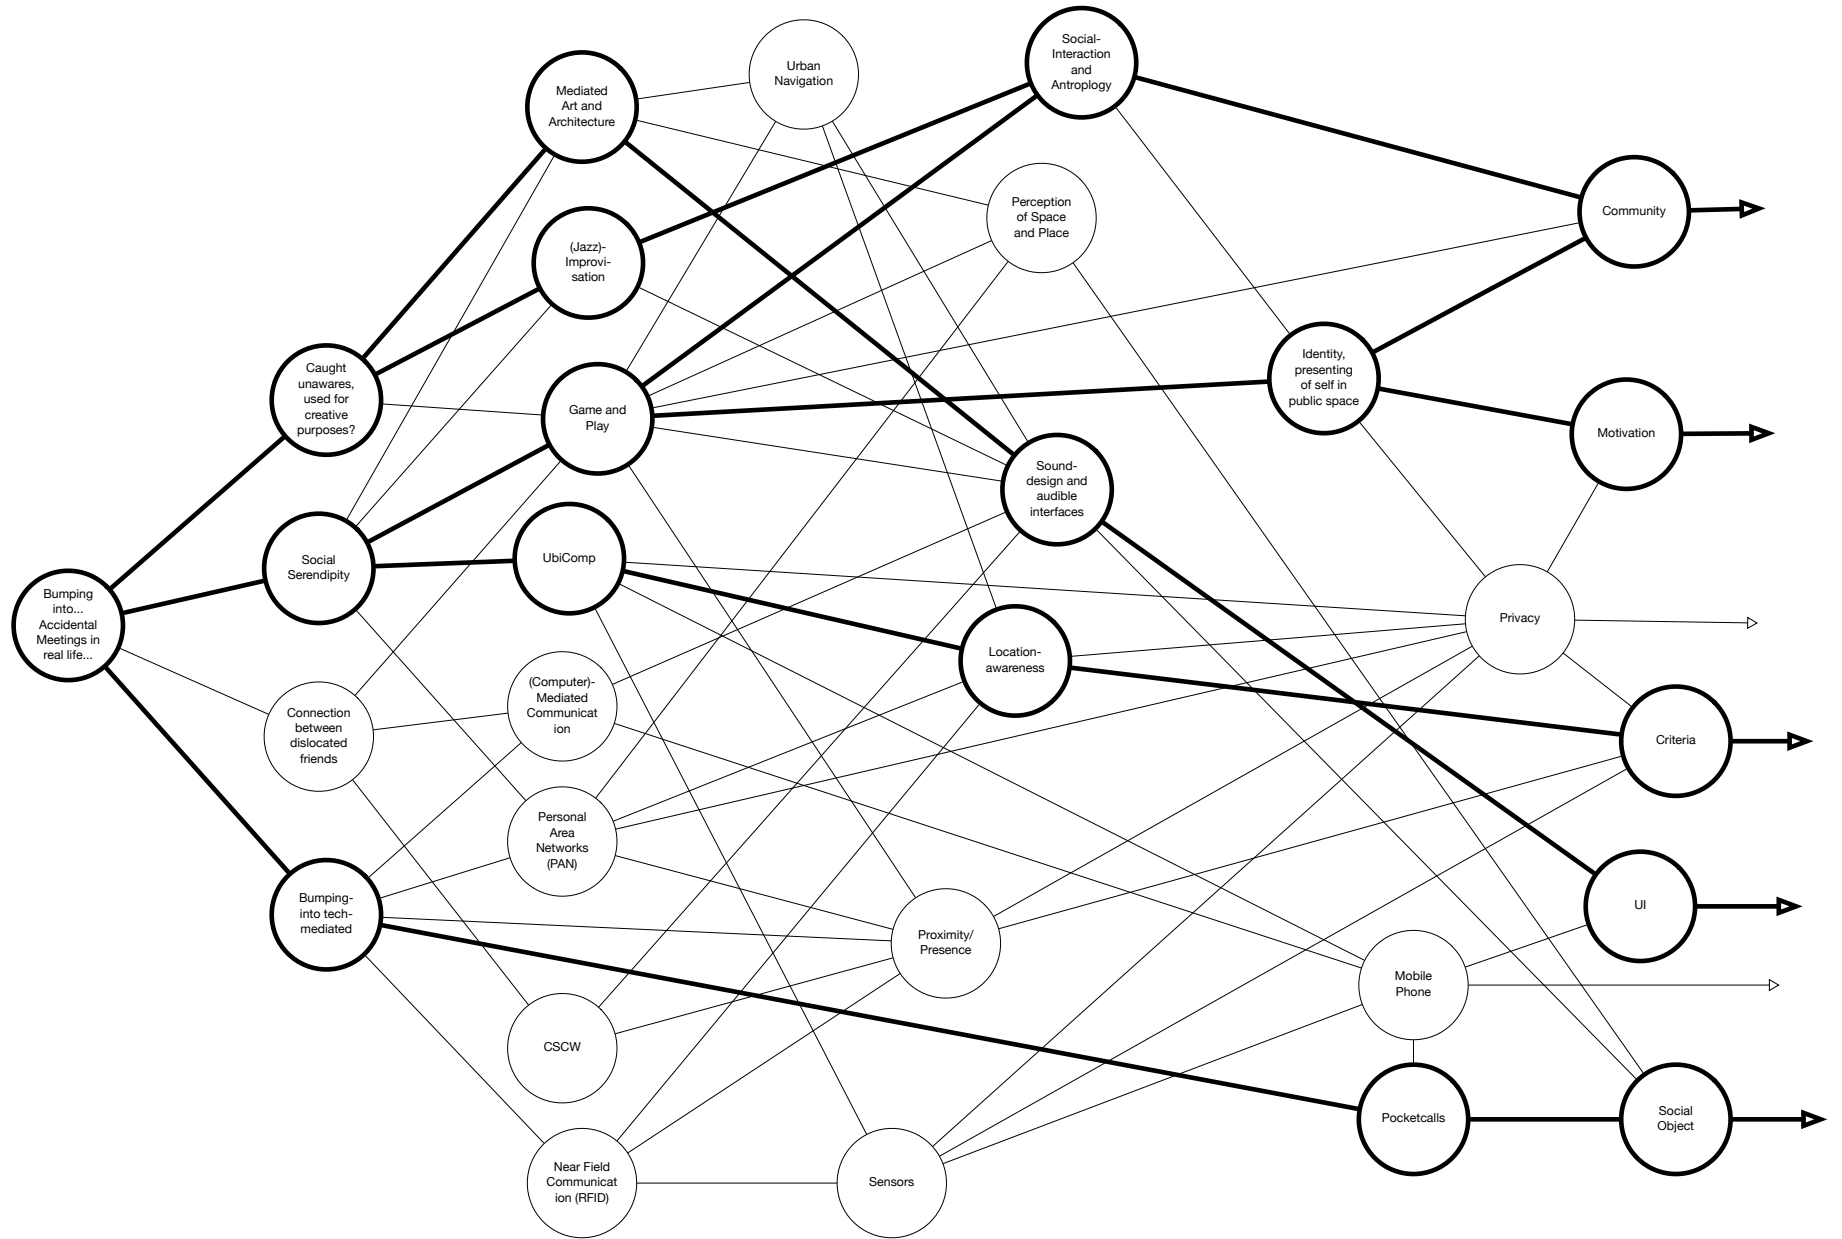 Social-
Interaction
and
Antroplogy
Urban
Navigation
Mediated
Art and
Architecture
Perception
of Space
and Place
Community
(Jazz)-
Improvi-
sation
Identity,
presenting
of self in
public space
Caught
unawares,
used for
creative
purposes?
Game and
Play
Motivation
Sound-
design and
audible
interfaces
UbiComp
Social
Serendipity
Bumping
into...
Accidental
Meetings in
real life...
Privacy
Location-
awareness
(Computer)-
Mediated
Communicat
ion
Connection
between
dislocated
friends
Criteria
Personal
Area
Networks
(PAN)
Bumping-
into tech-
mediated
UI
Proximity/
Presence
Mobile
Phone
CSCW
Pocketcalls
Social
Object
Near Field
Communicat
ion (RFID)
Sensors